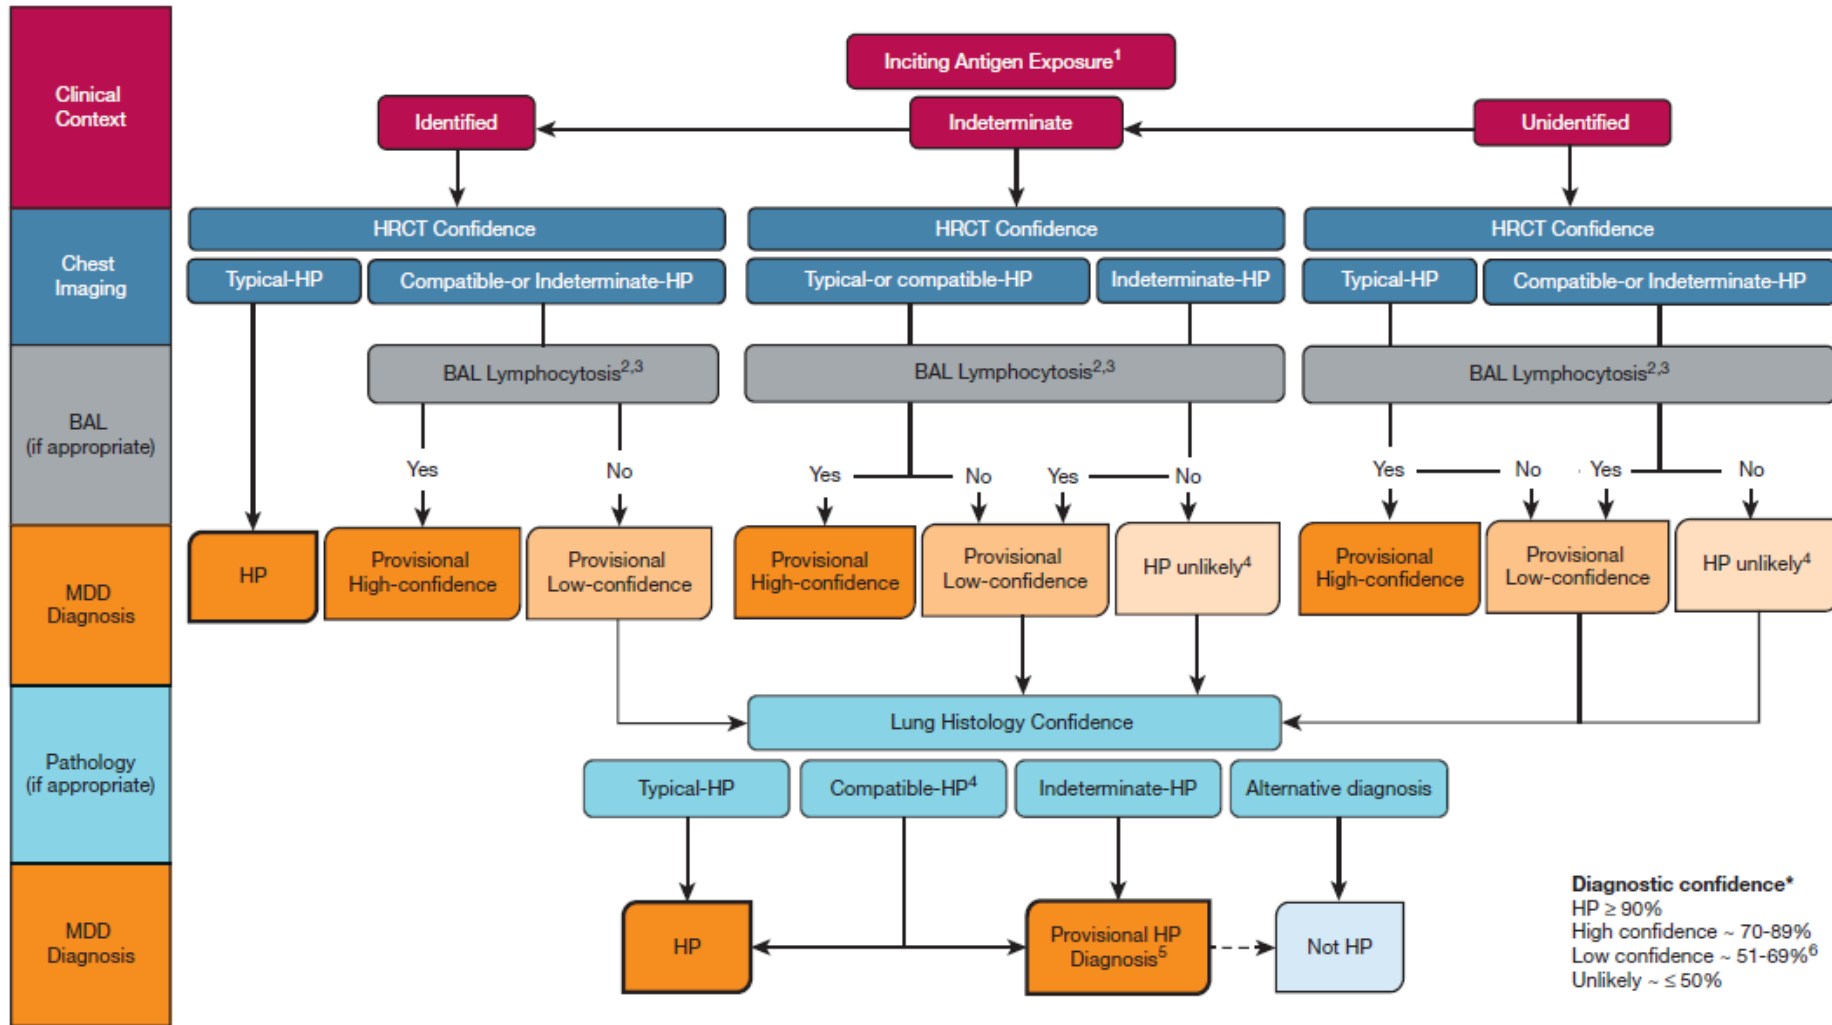 Clinical
Context
Inciting Antigen Exposure1
Identified
Indeterminate
Unidentified
Chest
Imaging
HRCT Confidence
HRCT Confidence
HRCT Confidence
Typical-HP
Compatible-or Indeterminate-HP
Typical-or compatible-HP
Indeterminate-HP
Typical-HP
Compatible-or Indeterminate-HP
BAL
(if appropriate)
BAL Lymphocytosis2,3
BAL Lymphocytosis2,3
BAL Lymphocytosis2,3
Yes
No
Yes
No
Yes
No
Yes
No
Yes
No
MDD
Diagnosis
HP
Provisional
High-confidence
Provisional
Low-confidence
Provisional
High-confidence
Provisional
Low-confidence
HP unlikely4
Provisional
High-confidence
Provisional
Low-confidence
HP unlikely4
Pathology
(if appropriate)
Lung Histology Confidence
Typical-HP
Compatible-HP4
Indeterminate-HP
Alternative diagnosis
MDD
Diagnosis
HP
Provisional HP
Diagnosis5
Not HP
Diagnostic confidence*
HP ≥ 90%
High confidence ~ 70-89%
Low confidence ~ 51-69%6
Unlikely ~ ≤ 50%